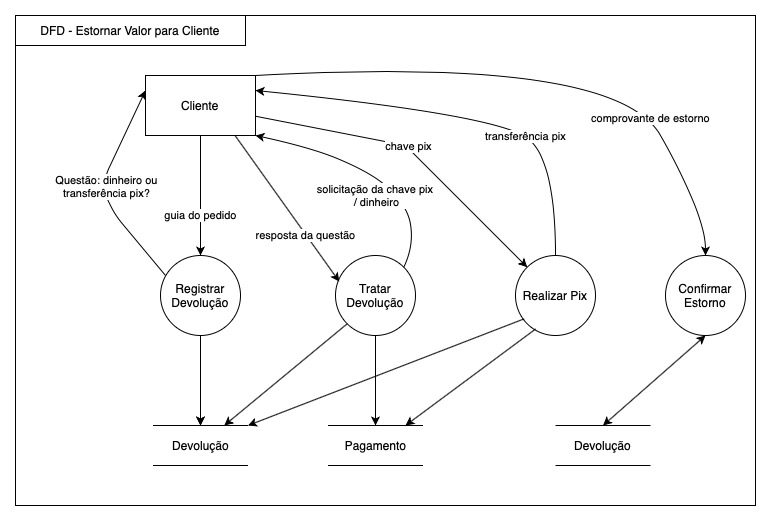 DFD - Estornar Valor para Cliente
Cliente
comprovante de estorno
transferência pix
chave pix
Questão: dinheiro ou
transferência pix?
solicitação da chave pix
/ dinheiro
guia do pedido
resposta da questão
Registrar
Devolução
Tratar
Devolução
Realizar Pix
Confirmar
Estorno
Devolução
Pagamento
Devolução